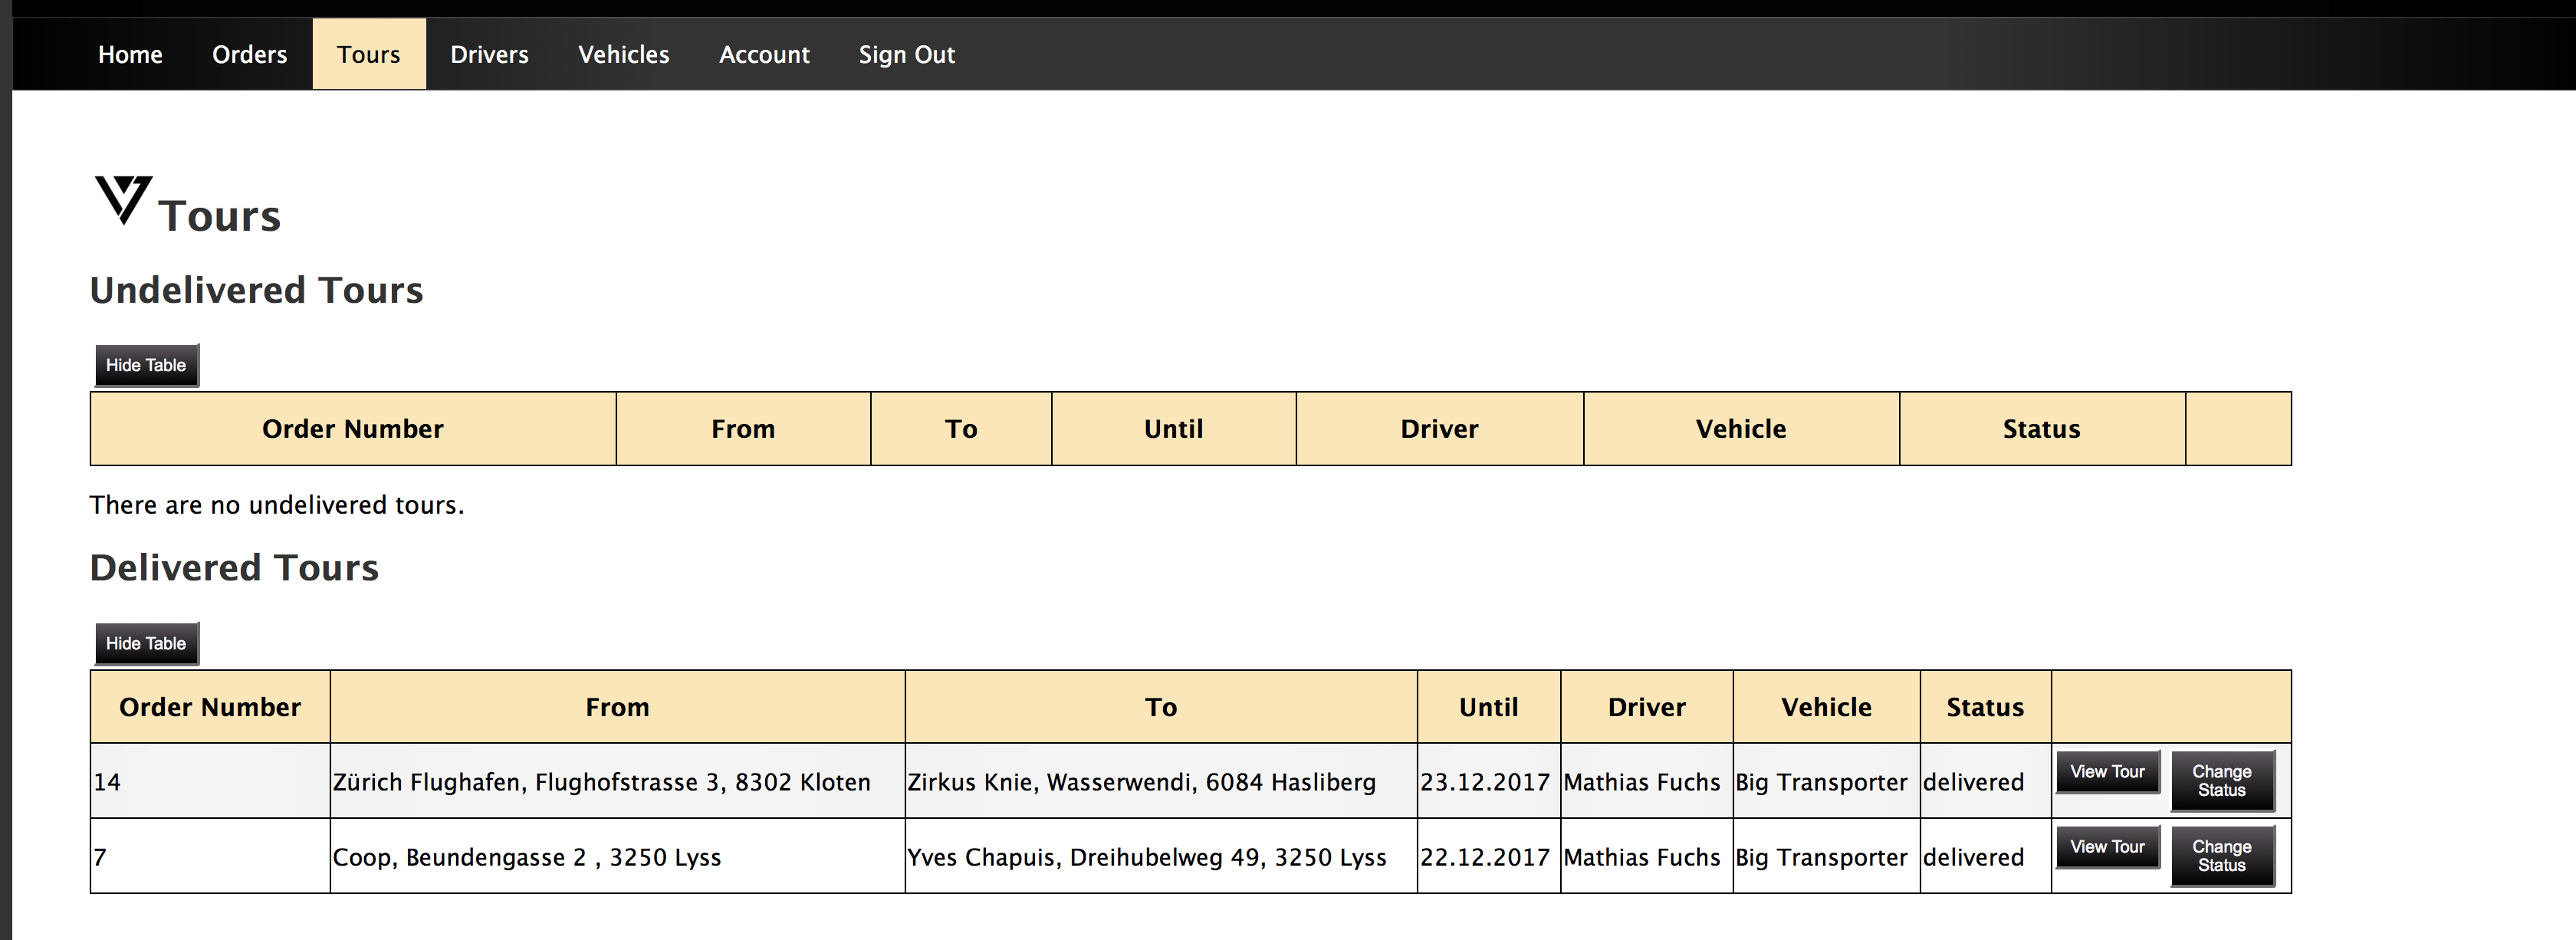 Home Orders Tours Drivers Vehicles Account Sign Out
Tours
Undelivered Tours
Hide Table
Order Number From To Until Driver Vehicle Status
There are no undelivered tours.
Delivered Tours
Hide Table
Order Number From To Until Driver Vehicle Status
14 Zürich Flughafen, Flughofstrasse 3, 8302 Kloten Zirkus Knie, Wasserwendi, 6084 Hasliberg 23.12.2017 Mathias Fuchs Big Transporter delivered View Tour Change Status
7 Coop, Beundengasse 2 , 3250 Lyss Yves Chapuis, Dreihubelweg 49, 3250 Lyss 22.12.2017 Mathias Fuchs Big Transporter delivered View Tour Change Status